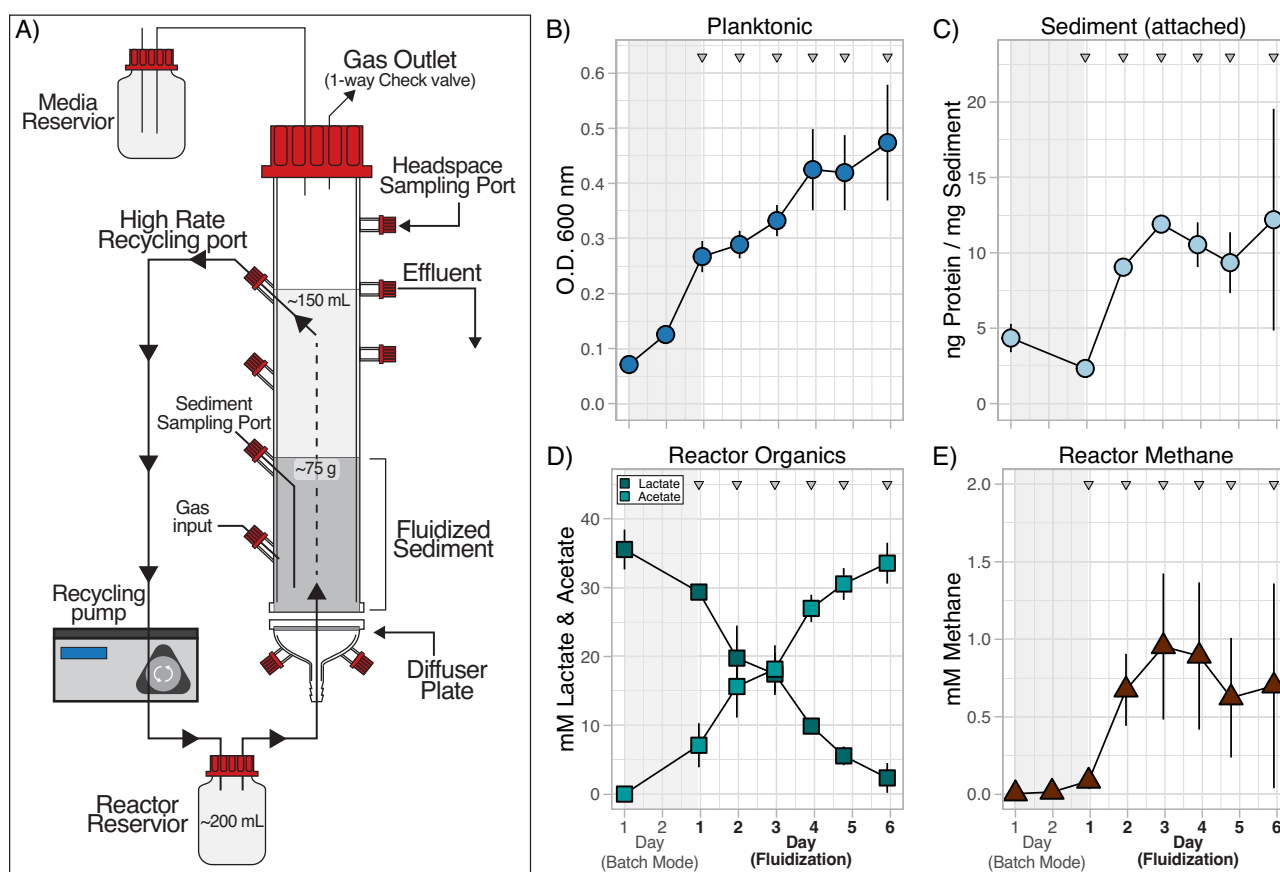 A)
Media
Reservior
Gas Outlet
(1-way Check valve)
Headspace
Sampling Port
High Rate
Recycling port
Effluent
~150 mL
Sediment
Sampling Port
~75 g
Gas
input
Fluidized
Sediment
Recycling
pump
Diffuser
Plate
Reactor
Reservior
~200 mL
B)
Planktonic
O.D. 600 nm
0.6
0.5
0.4
0.3
0.2
0.1
0.0
C)
Sediment (attached)
ng Protein / mg Sediment
20
15
10
5
0
D)
Reactor Organics
Lactate
Acetate
mM Lactate & Acetate
40
30
20
10
0
1 2 1 2 3 4 5 6
Day
(Batch Mode)
Day
(Fluidization)
E)
Reactor Methane
mM Methane
2.0
1.5
1.0
0.5
0.0
1 2 1 2 3 4 5 6
Day
(Batch Mode)
Day
(Fluidization)